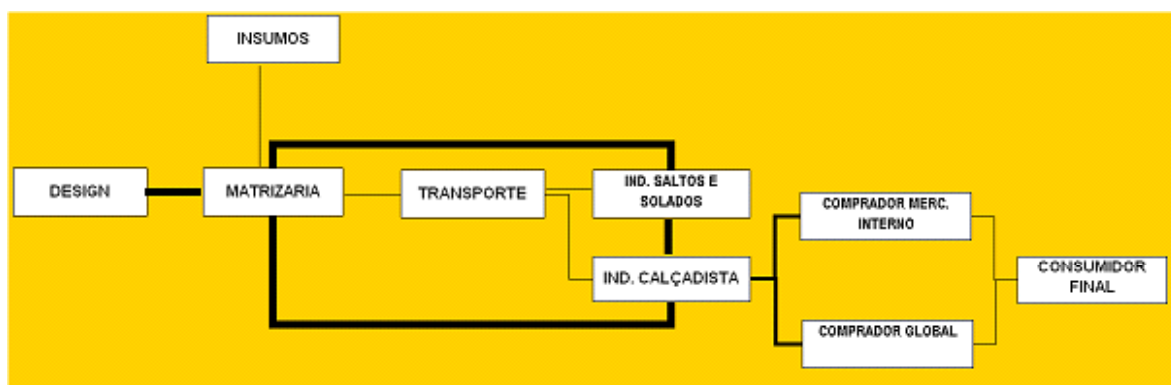 INSUMOS
DESIGN
MATRIZARIA
TRANSPORTE
IND. SALTOS E
SOLADOS
IND. CALÇADISTA
COMPRADOR MERC.
INTERNO
COMPRADOR GLOBAL
CONSUMIDOR
FINAL